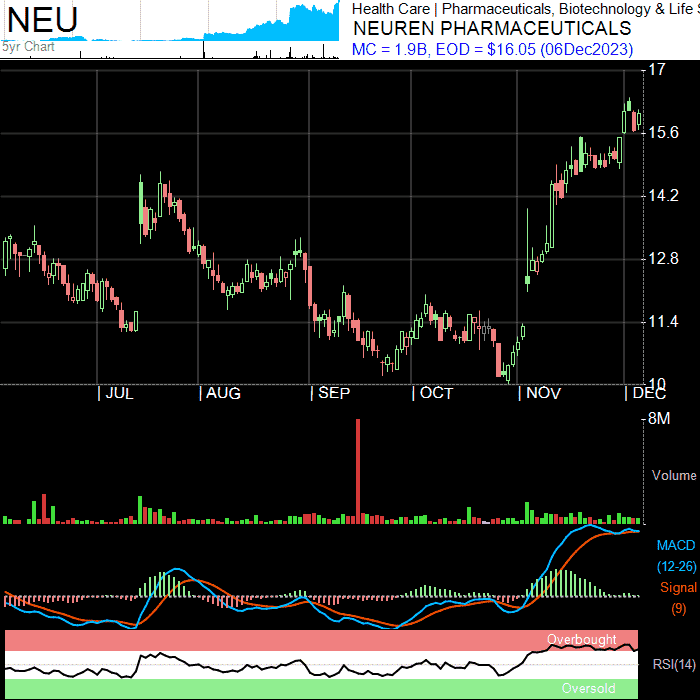 NEU
5yr Chart
Health Care | Pharmaceuticals, Biotechnology & Life S
NEUREN PHARMACEUTICALS
MC = 1.9B, EOD = $16.05 (06Dec2023)
17
15.6
14.2
12.8
11.4
10
| JUL | AUG | SEP | OCT | NOV | DEC
8M
Volume
MACD
(12-26)
Signal
(9)
Overbought
RSI(14)
Oversold